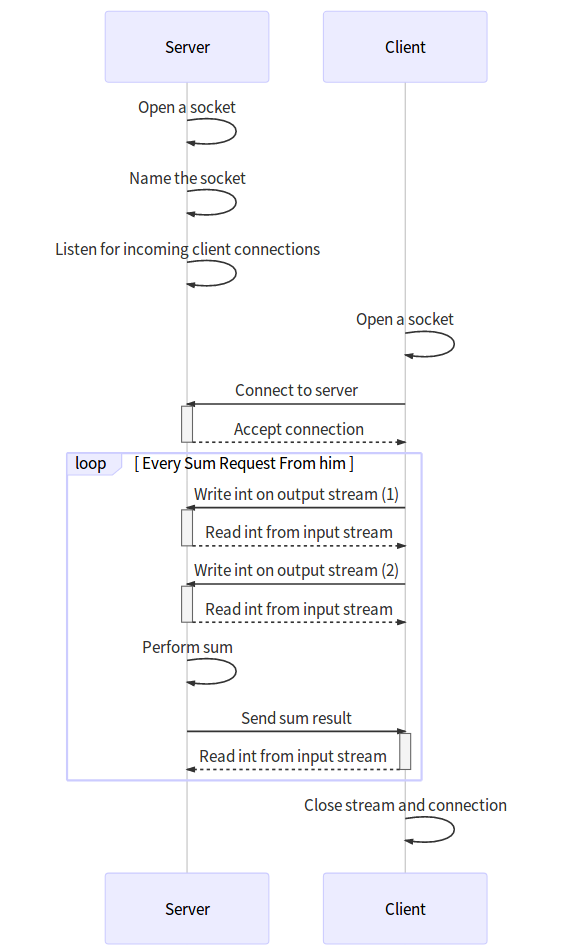 Server
Client
Open a socket
Name the socket
Listen for incoming client connections
Open a socket
Connect to server
Accept connection
loop
[ Every Sum Request From him ]
Write int on output stream (1)
Read int from input stream
Write int on output stream (2)
Read int from input stream
Perform sum
Send sum result
Read int from input stream
Close stream and connection
Server
Client